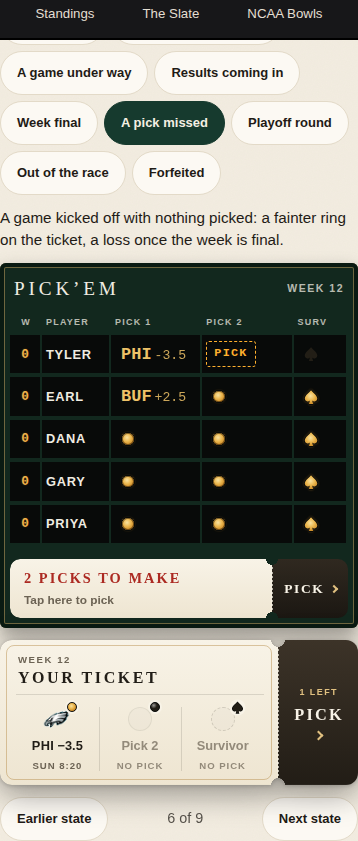 Standings The Slate NCAA Bowls
A game under way Results coming in
Week final A pick missed Playoff round
Out of the race Forfeited
A game kicked off with nothing picked: a fainter ring
on the ticket, a loss once the week is final.
PICK’EM WEEK 12
W PLAYER PICK 1 PICK 2 SURV
0 TYLER PHI -3.5 PICK
0 EARL BUF +2.5
0 DANA
0 GARY
0 PRIYA
2 PICKS TO MAKE
Tap here to pick
PICK
WEEK 12
YOUR TICKET
PHI −3.5 Pick 2 Survivor
SUN 8:20 NO PICK NO PICK
1 LEFT
PICK
Earlier state 6 of 9 Next state